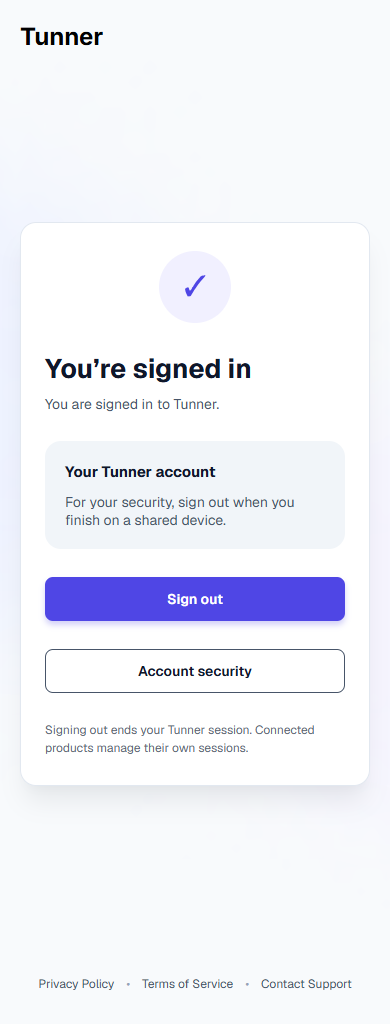 Tunner
✓
You’re signed in
You are signed in to Tunner.
Your Tunner account
For your security, sign out when you
finish on a shared device.
Sign out
Account security
Signing out ends your Tunner session. Connected
products manage their own sessions.
Privacy Policy • Terms of Service • Contact Support